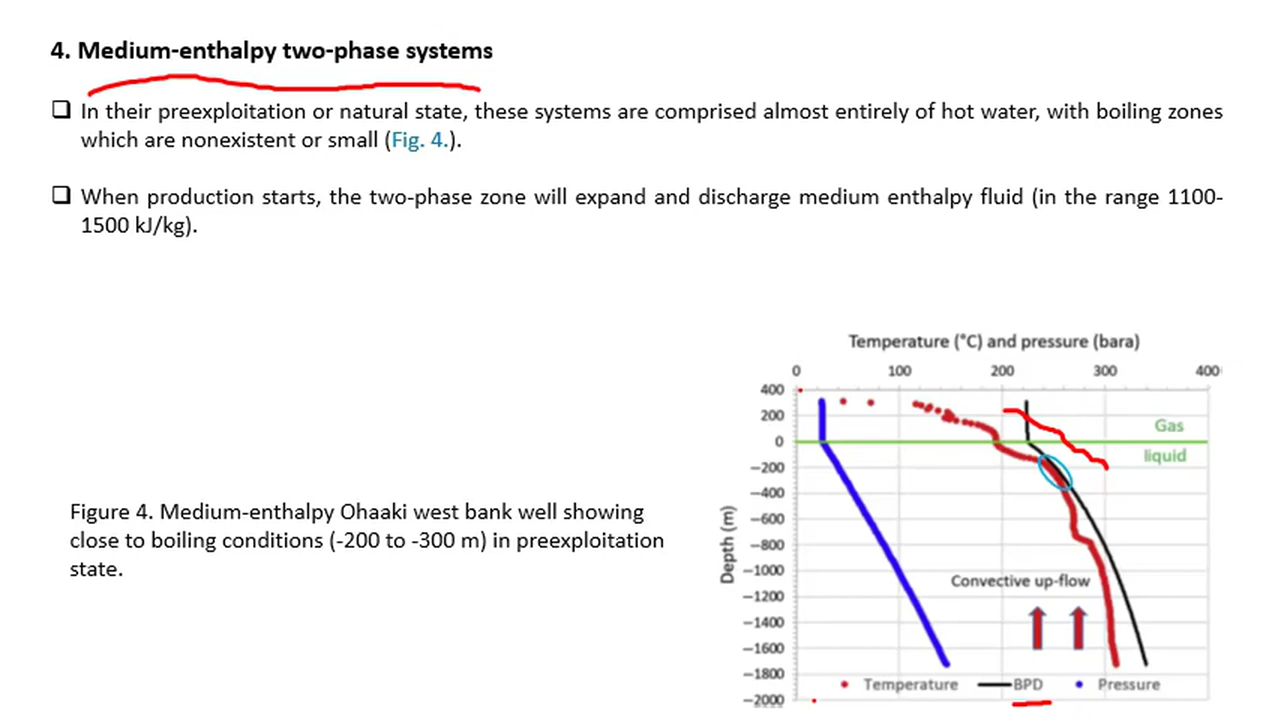 4. Medium-enthalpy two-phase systems
❑ In their preexploitation or natural state, these systems are comprised almost entirely of hot water, with boiling zones
which are nonexistent or small (Fig. 4.).
❑ When production starts, the two-phase zone will expand and discharge medium enthalpy fluid (in the range 1100-
1500 kJ/kg).
Figure 4. Medium-enthalpy Ohaaki west bank well showing
close to boiling conditions (-200 to -300 m) in preexploitation
state.
Temperature (°C) and pressure (bara)
0 100 200 300 400
400
200
0
−200
−400
−600
−800
−1000
−1200
−1400
−1600
−1800
−2000
Depth (m)
Gas
liquid
Convective up-flow
Temperature BPD Pressure